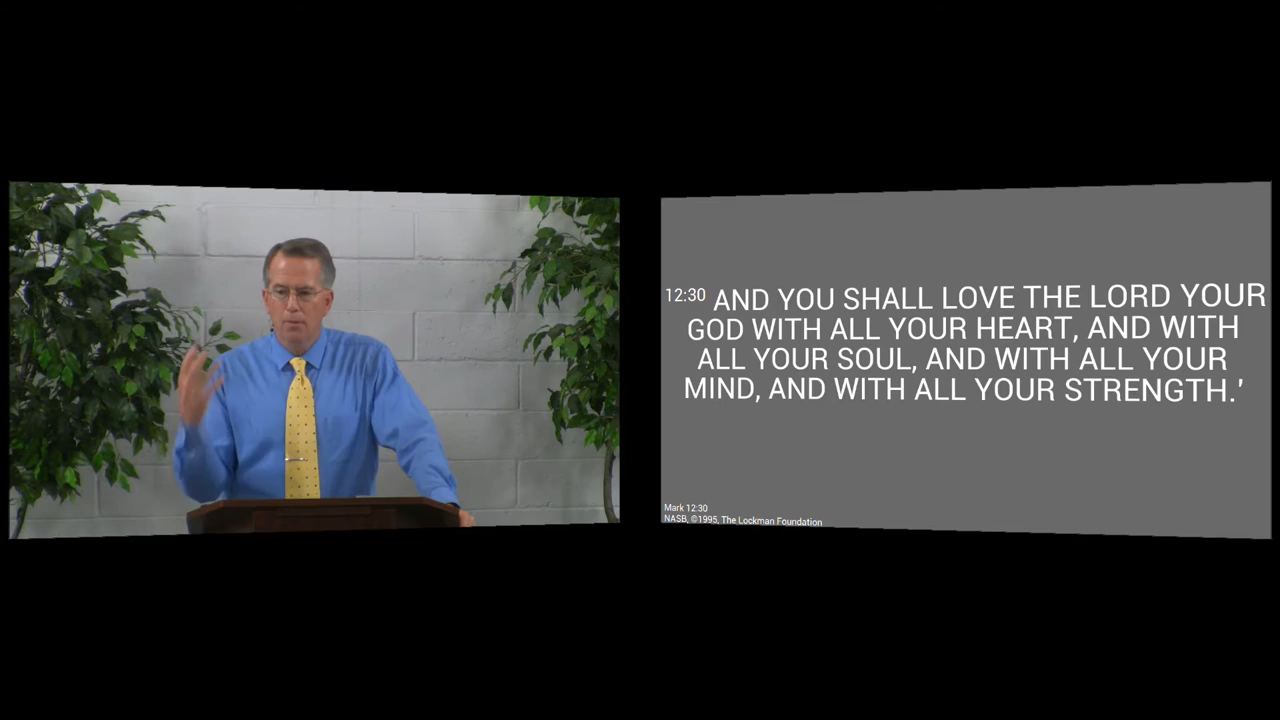 12:30 AND YOU SHALL LOVE THE LORD YOUR
GOD WITH ALL YOUR HEART, AND WITH
ALL YOUR SOUL, AND WITH ALL YOUR
MIND, AND WITH ALL YOUR STRENGTH.'
Mark 12:30
NASB, ©1995, The Lockman Foundation